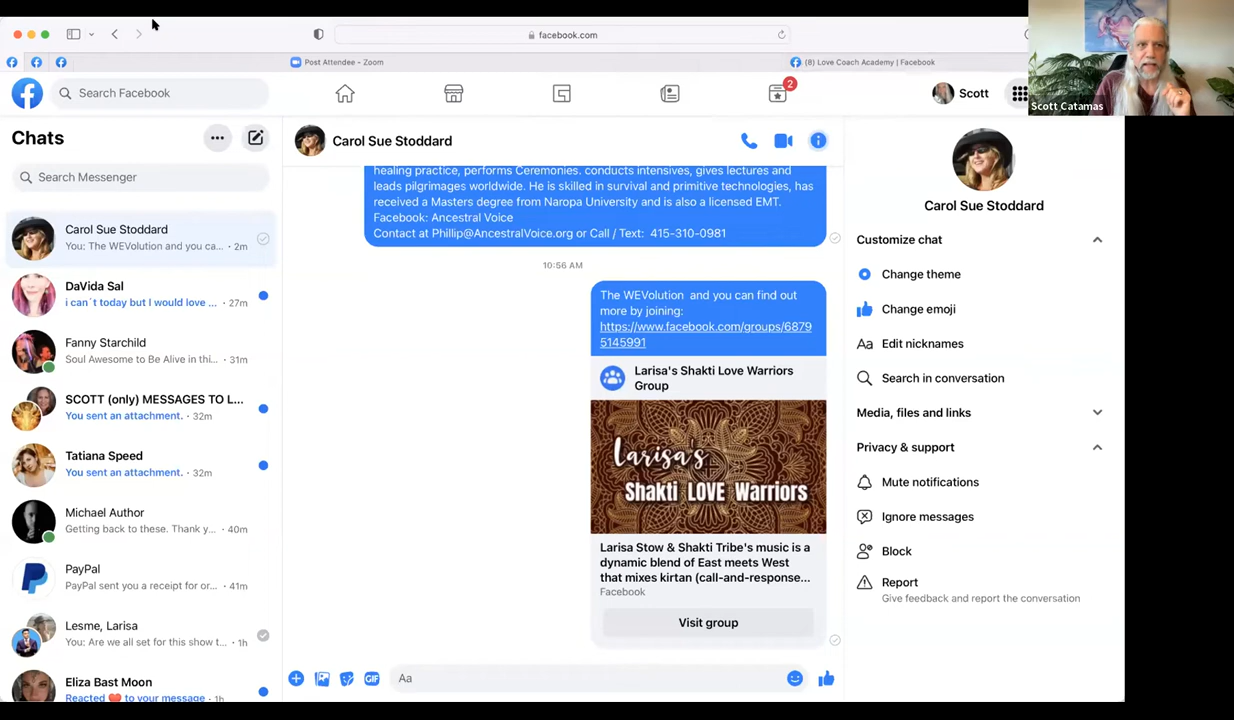 facebook.com
Post Attendee - Zoom
(8) Love Coach Academy | Facebook
Scott Catamas
Search Facebook
2
Scott
Chats
Search Messenger
Carol Sue Stoddard
You: The WEVolution and you ca... · 2m
DaVida Sal
i can´t today but I would love ... · 27m
Fanny Starchild
Soul Awesome to Be Alive in thi... · 31m
SCOTT (only) MESSAGES TO L...
You sent an attachment. · 32m
Tatiana Speed
You sent an attachment. · 32m
Michael Author
Getting back to these. Thank y... · 40m
PayPal
PayPal sent you a receipt for or... · 41m
Lesme, Larisa
You: Are we all set for this show t... · 1h
Eliza Bast Moon
Reacted ❤️ to your message · 1h
Carol Sue Stoddard
healing practice, performs Ceremonies. conducts intensives, gives lectures and
leads pilgrimages worldwide. He is skilled in survival and primitive technologies, has
received a Masters degree from Naropa University and is also a licensed EMT.
Facebook: Ancestral Voice
Contact at Phillip@AncestralVoice.org or Call / Text: 415-310-0981
10:56 AM
The WEVolution and you can find out
more by joining:
https://www.facebook.com/groups/6879
5145991
Larisa's Shakti Love Warriors
Group
Larisa's
Shakti LOVE Warriors
Larisa Stow & Shakti Tribe's music is a
dynamic blend of East meets West
that mixes kirtan (call-and-response...
Facebook
Visit group
GIF
Aa
Carol Sue Stoddard
Customize chat
Change theme
Change emoji
Aa Edit nicknames
Search in conversation
Media, files and links
Privacy & support
Mute notifications
Ignore messages
Block
Report
Give feedback and report the conversation